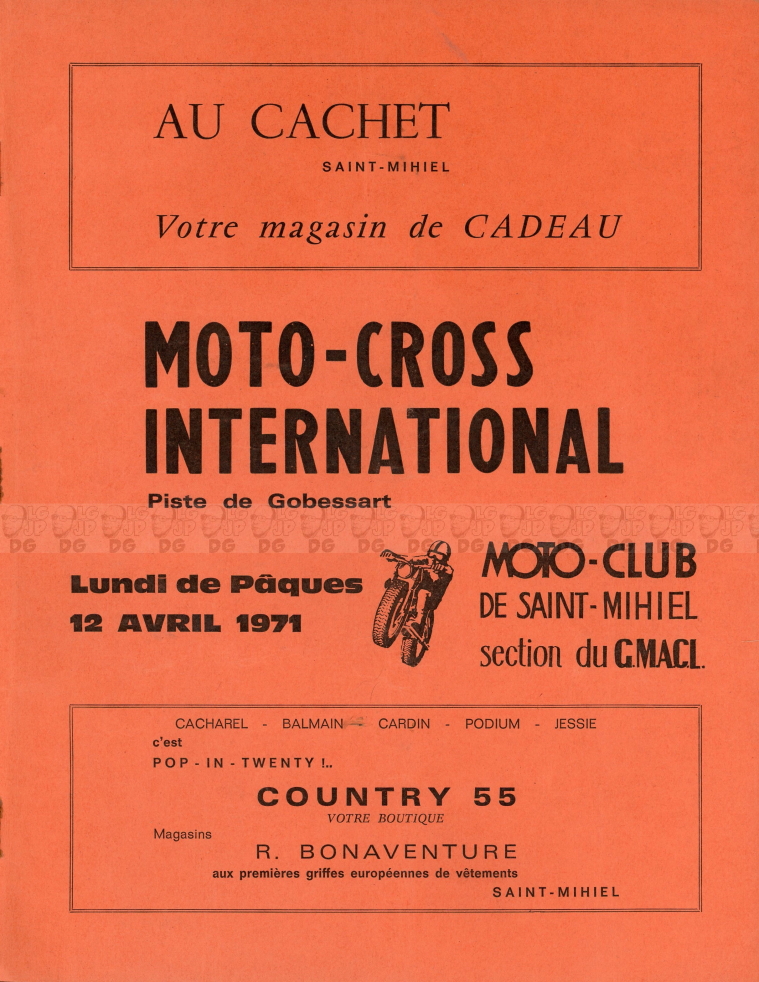 AU CACHET
SAINT-MIHIEL
Votre magasin de CADEAU
MOTO-CROSS
INTERNATIONAL
Piste de Gobessart
Lundi de Pâques
12 AVRIL 1971
MOTO-CLUB
DE SAINT-MIHIEL
section du G.M.A.C.L.
CACHAREL - BALMAIN - CARDIN - PODIUM - JESSIE
c'est
POP-IN-TWENTY !..
COUNTRY 55
VOTRE BOUTIQUE
Magasins
R. BONAVENTURE
aux premières griffes européennes de vêtements
SAINT-MIHIEL